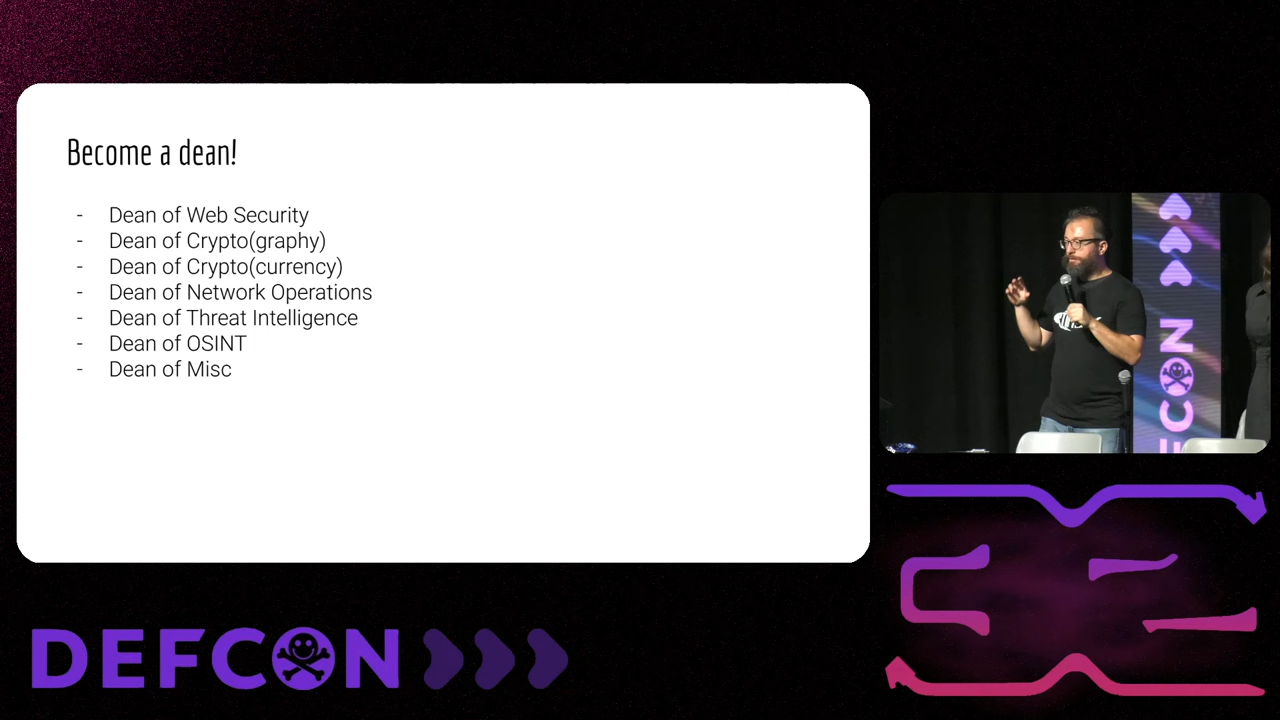 Become a dean!
- Dean of Web Security
- Dean of Crypto(graphy)
- Dean of Crypto(currency)
- Dean of Network Operations
- Dean of Threat Intelligence
- Dean of OSINT
- Dean of Misc
DEFCON